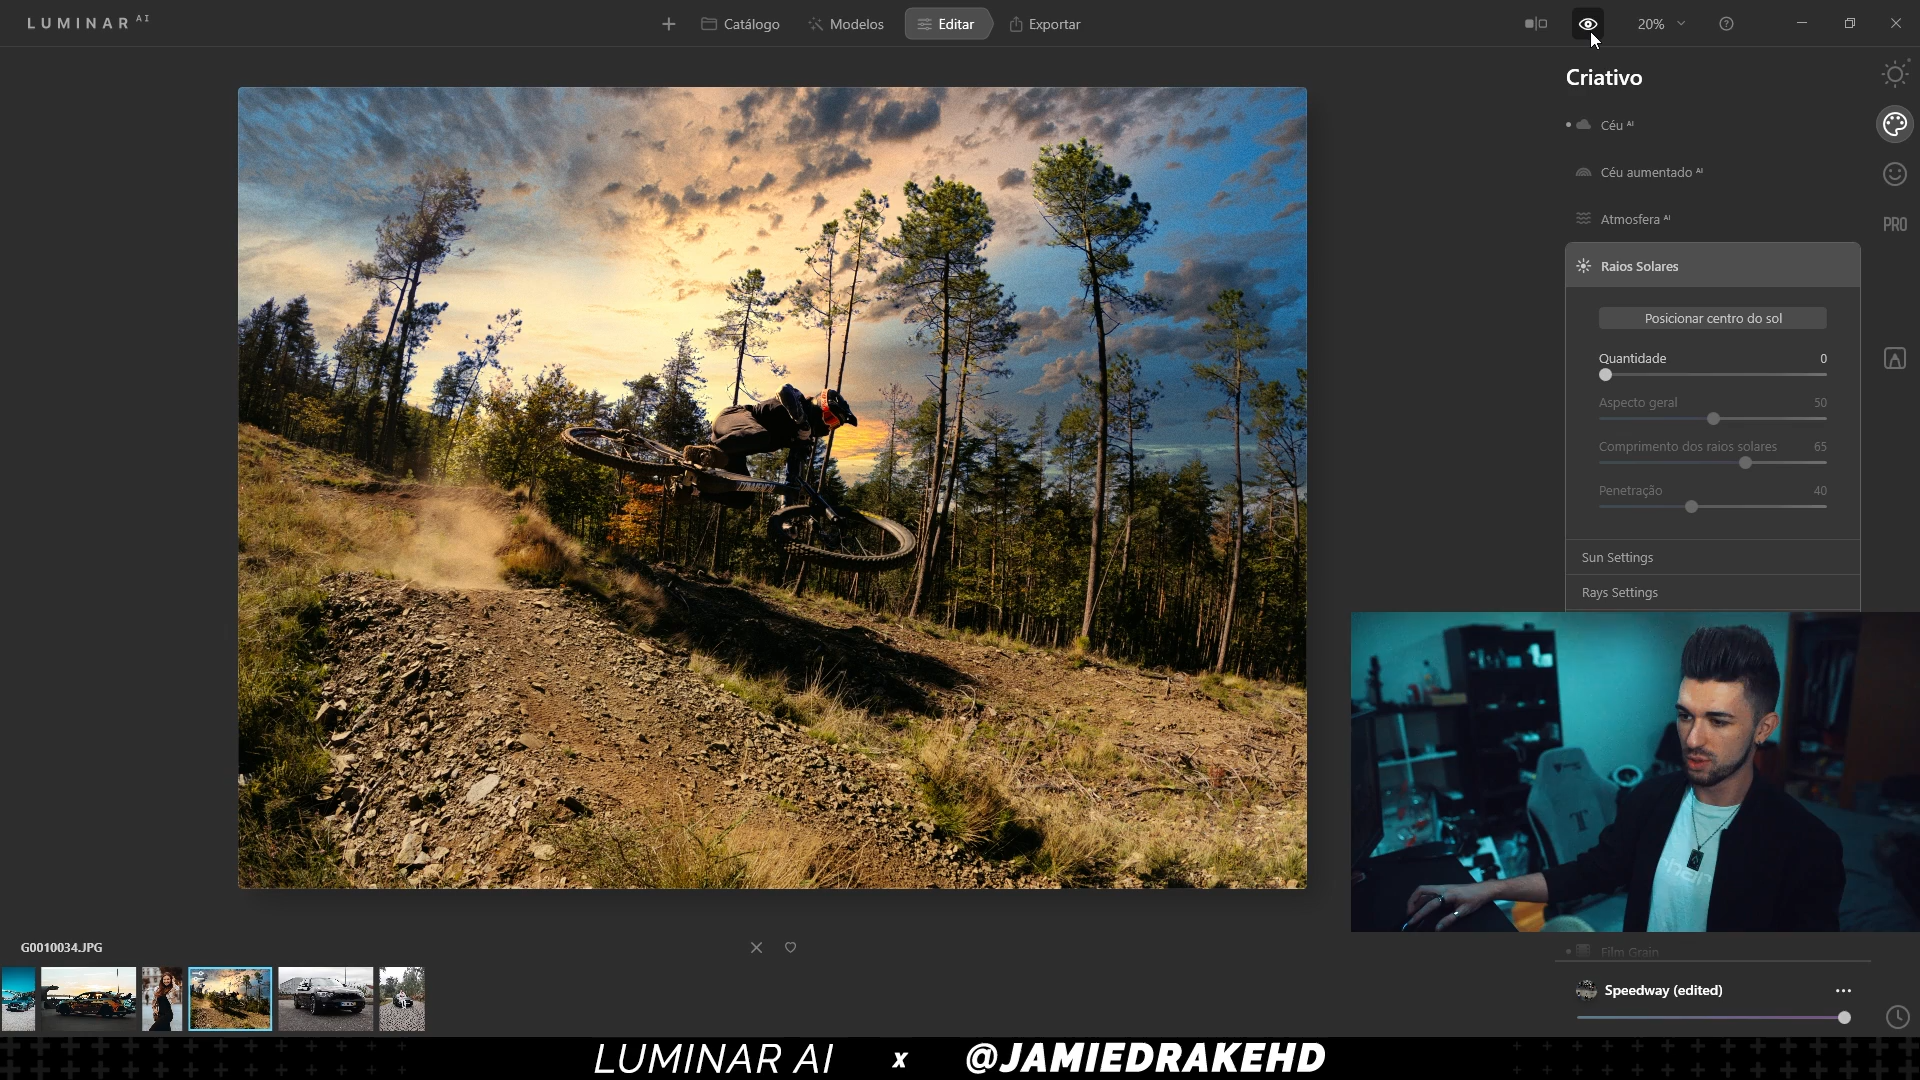 LUMINAR AI
Catálogo
Modelos
Editar
Exportar
20%
Criativo
Céu AI
Céu aumentado AI
Atmosfera AI
PRO
Raios Solares
Posicionar centro do sol
Quantidade 0
Aspecto geral 50
Comprimento dos raios solares 65
Penetração 40
Sun Settings
Rays Settings
G0010034.JPG
Film Grain
Speedway (edited)
LUMINAR AI x @JAMIEDRAKEHD